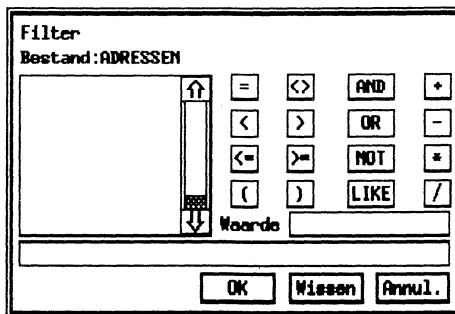 Filter
Bestand:ADRESSEN
= <> AND +
< > OR -
<= >= NOT *
( ) LIKE /
Waarde
OK Wissen Annul.